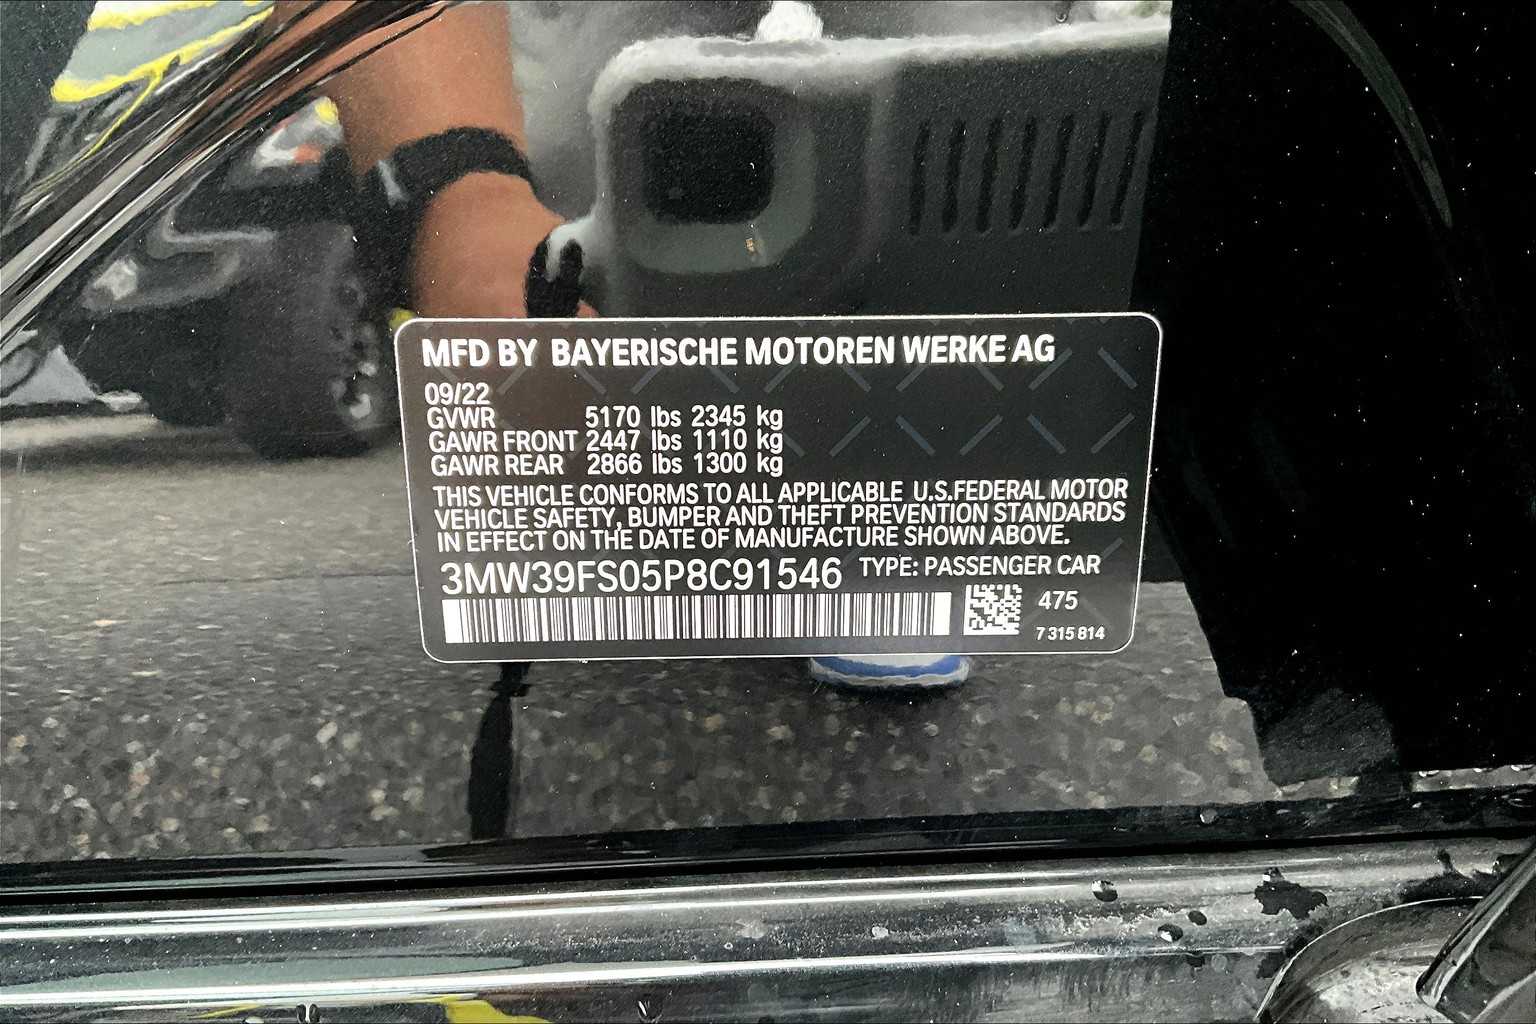 MFD BY BAYERISCHE MOTOREN WERKE AG
09/22
GVWR 5170 lbs 2345 kg
GAWR FRONT 2447 lbs 1110 kg
GAWR REAR 2866 lbs 1300 kg
THIS VEHICLE CONFORMS TO ALL APPLICABLE U.S.FEDERAL MOTOR
VEHICLE SAFETY, BUMPER AND THEFT PREVENTION STANDARDS
IN EFFECT ON THE DATE OF MANUFACTURE SHOWN ABOVE.
3MW39FS05P8C91546 TYPE: PASSENGER CAR
475
7 315 814